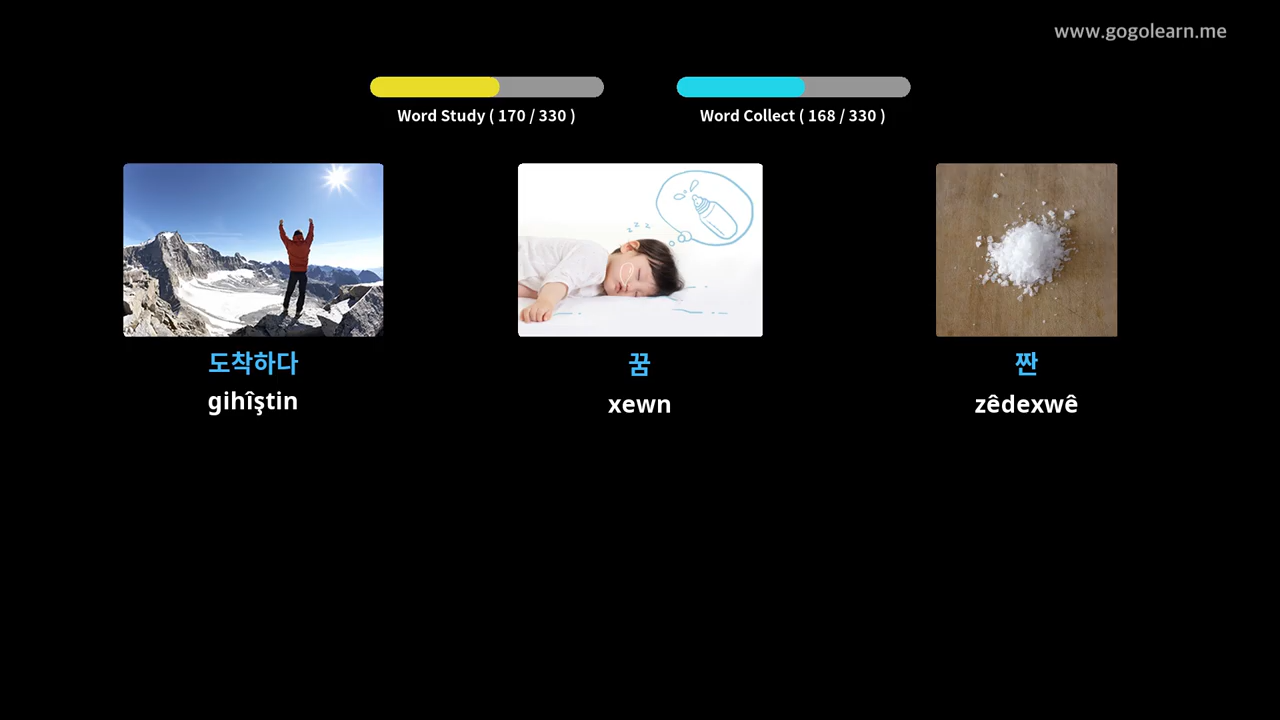 www.gogolearn.me
Word Study ( 170 / 330 )
Word Collect ( 168 / 330 )
도착하다
gihîştin
꿈
xewn
짠
zêdexwê